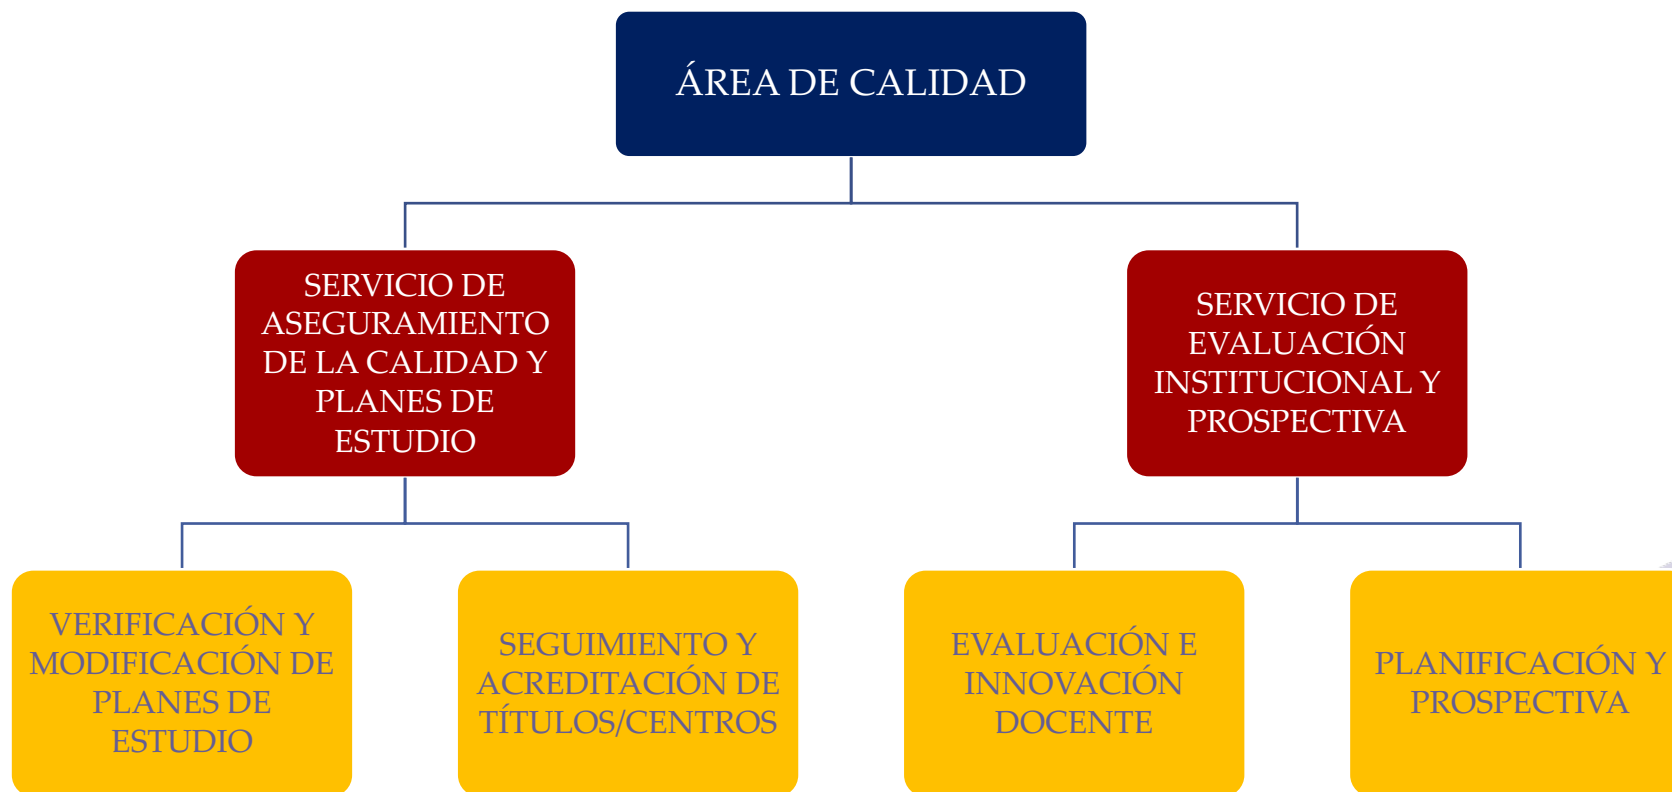 ÁREA DE CALIDAD
SERVICIO DE
ASEGURAMIENTO
DE LA CALIDAD Y
PLANES DE
ESTUDIO
SERVICIO DE
EVALUACIÓN
INSTITUCIONAL Y
PROSPECTIVA
VERIFICACIÓN Y
MODIFICACIÓN DE
PLANES DE
ESTUDIO
SEGUIMIENTO Y
ACREDITACIÓN DE
TÍTULOS/CENTROS
EVALUACIÓN E
INNOVACIÓN
DOCENTE
PLANIFICACIÓN Y
PROSPECTIVA